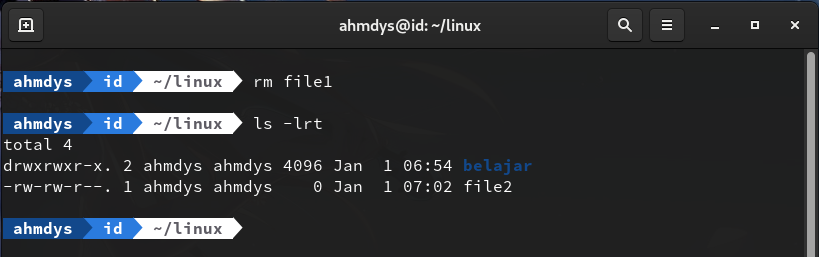 ahmdys@id:~/linux
ahmdys id ~/linux rm file1
ahmdys id ~/linux ls -lrt
total 4
drwxrwxr-x. 2 ahmdys ahmdys 4096 Jan  1 06:54 belajar
-rw-rw-r--. 1 ahmdys ahmdys    0 Jan  1 07:02 file2
ahmdys id ~/linux